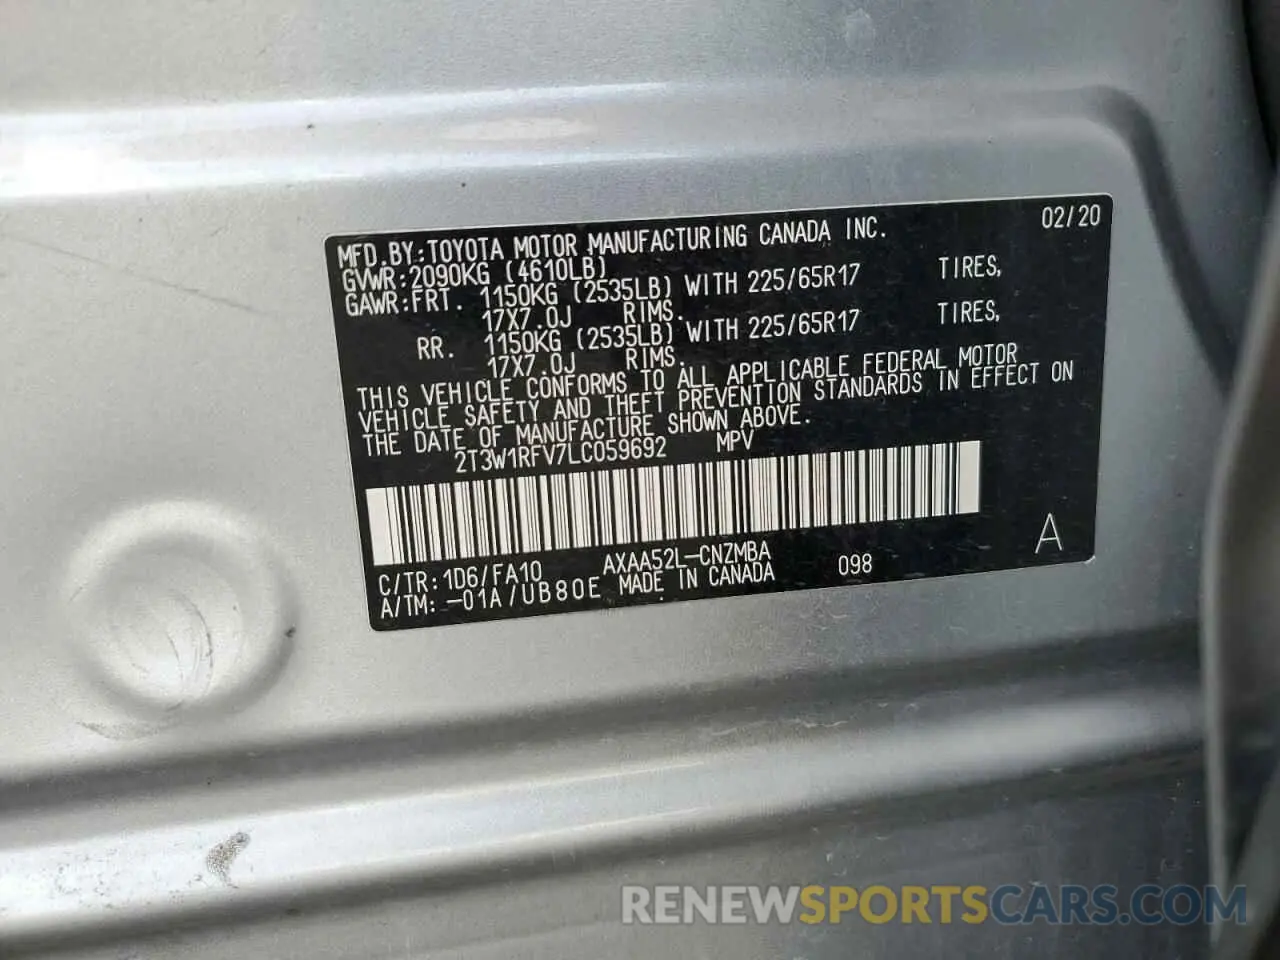 MFD.BY:TOYOTA MOTOR MANUFACTURING CANADA INC. 02/20
GVWR:2090KG (4610LB)
GAWR:FRT. 1150KG (2535LB) WITH 225/65R17 TIRES,
17X7.0J RIMS.
RR. 1150KG (2535LB) WITH 225/65R17 TIRES,
17X7.0J RIMS.
THIS VEHICLE CONFORMS TO ALL APPLICABLE FEDERAL MOTOR
VEHICLE SAFETY AND THEFT PREVENTION STANDARDS IN EFFECT ON
THE DATE OF MANUFACTURE SHOWN ABOVE.
2T3W1RFV7LC059692 MPV
C/TR:1D6/FA10 AXAA52L-CNZMBA 098 A
A/TM:-01A/UB80E MADE IN CANADA
RENEWSPORTSCARS.COM